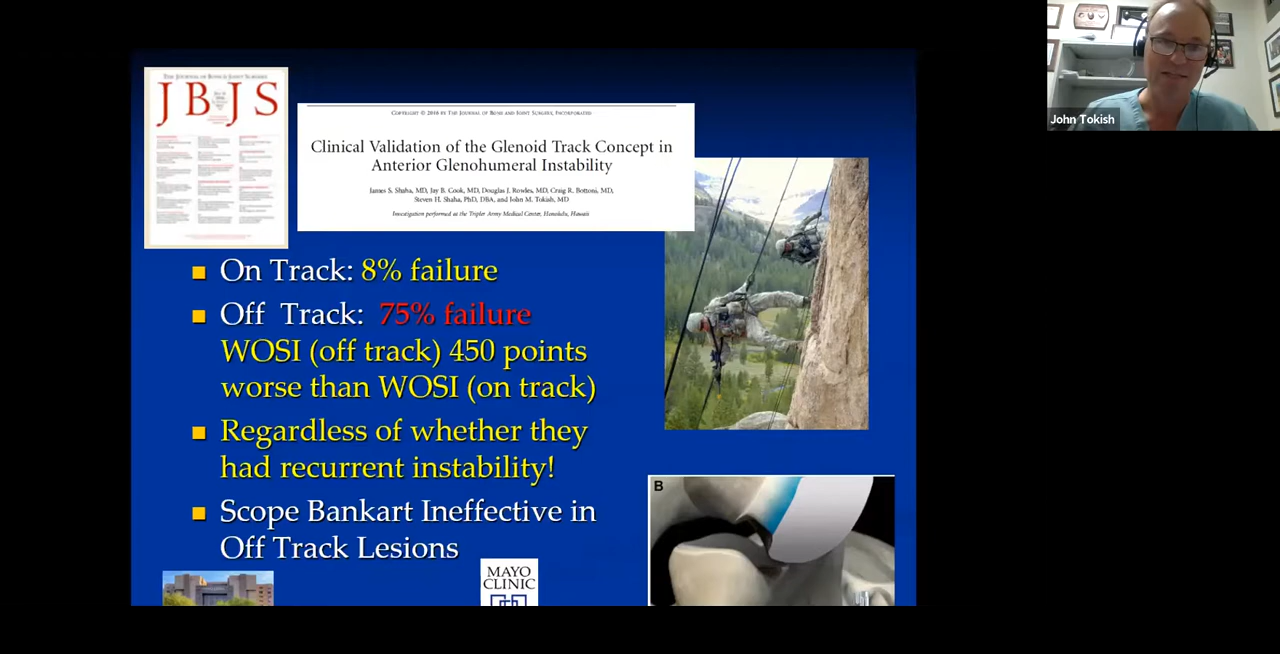 THE JOURNAL OF BONE & JOINT SURGERY
JBJS
COPYRIGHT © 2016 BY THE JOURNAL OF BONE AND JOINT SURGERY, INCORPORATED
Clinical Validation of the Glenoid Track Concept in
Anterior Glenohumeral Instability
James S. Shaha, MD, Jay B. Cook, MD, Douglas J. Rowles, MD, Craig R. Bottoni, MD,
Steven H. Shaha, PhD, DBA, and John M. Tokish, MD
Investigation performed at the Tripler Army Medical Center, Honolulu, Hawaii
On Track: 8% failure
Off Track: 75% failure
WOSI (off track) 450 points
worse than WOSI (on track)
Regardless of whether they
had recurrent instability!
Scope Bankart Ineffective in
Off Track Lesions
B
MAYO
CLINIC
John Tokish